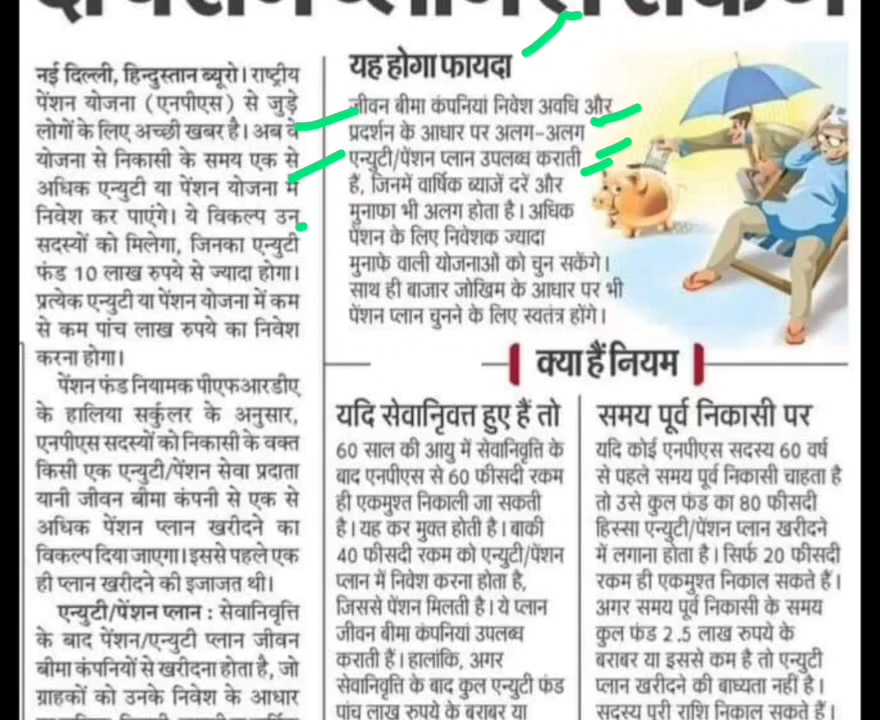 नई दिल्ली, हिन्दुस्तान ब्यूरो। राष्ट्रीय
पेंशन योजना (एनपीएस) से जुड़े
लोगों के लिए अच्छी खबर है। अब वे
योजना से निकासी के समय एक से
अधिक एन्युटी या पेंशन योजना में
निवेश कर पाएंगे। ये विकल्प उन
सदस्यों को मिलेगा, जिनका एन्युटी
फंड 10 लाख रुपये से ज्यादा होगा।
प्रत्येक एन्युटी या पेंशन योजना में कम
से कम पांच लाख रुपये का निवेश
करना होगा।
पेंशन फंड नियामक पीएफआरडीए
के हालिया सर्कुलर के अनुसार,
एनपीएस सदस्यों को निकासी के वक्त
किसी एक एन्युटी/पेंशन सेवा प्रदाता
यानी जीवन बीमा कंपनी से एक से
अधिक पेंशन प्लान खरीदने का
विकल्प दिया जाएगा। इससे पहले एक
ही प्लान खरीदने की इजाजत थी।
एन्युटी/पेंशन प्लान : सेवानिवृत्ति
के बाद पेंशन/एन्युटी प्लान जीवन
बीमा कंपनियों से खरीदना होता है, जो
ग्राहकों को उनके निवेश के आधार
यह होगा फायदा
जीवन बीमा कंपनियां निवेश अवधि और
प्रदर्शन के आधार पर अलग-अलग
एन्युटी/पेंशन प्लान उपलब्ध कराती
हैं, जिनमें वार्षिक ब्याजें दरें और
मुनाफा भी अलग होता है। अधिक
पेंशन के लिए निवेशक ज्यादा
मुनाफे वाली योजनाओं को चुन सकेंगे।
साथ ही बाजार जोखिम के आधार पर भी
पेंशन प्लान चुनने के लिए स्वतंत्र होंगे।
क्या हैं नियम
यदि सेवानिवृत्त हुए हैं तो
60 साल की आयु में सेवानिवृति के
बाद एनपीएस से 60 फीसदी रकम
ही एकमुश्त निकाली जा सकती
है। यह कर मुक्त होती है। बाकी
40 फीसदी रकम को एन्युटी/पेंशन
प्लान में निवेश करना होता है,
जिससे पेंशन मिलती है। ये प्लान
जीवन बीमा कंपनियां उपलब्ध
कराती हैं। हालांकि, अगर
सेवानिवृति के बाद कुल एन्युटी फंड
पांच लाख रुपये के बराबर या
समय पूर्व निकासी पर
यदि कोई एनपीएस सदस्य 60 वर्ष
से पहले समय पूर्व निकासी चाहता है
तो उसे कुल फंड का 80 फीसदी
हिस्सा एन्युटी/पेंशन प्लान खरीदने
में लगाना होता है। सिर्फ 20 फीसदी
रकम ही एकमुश्त निकाल सकते हैं।
अगर समय पूर्व निकासी के समय
कुल फंड 2.5 लाख रुपये के
बराबर या इससे कम है तो एन्युटी
प्लान खरीदने की बाध्यता नहीं है।
सदस्य पूरी राशि निकाल सकते हैं।